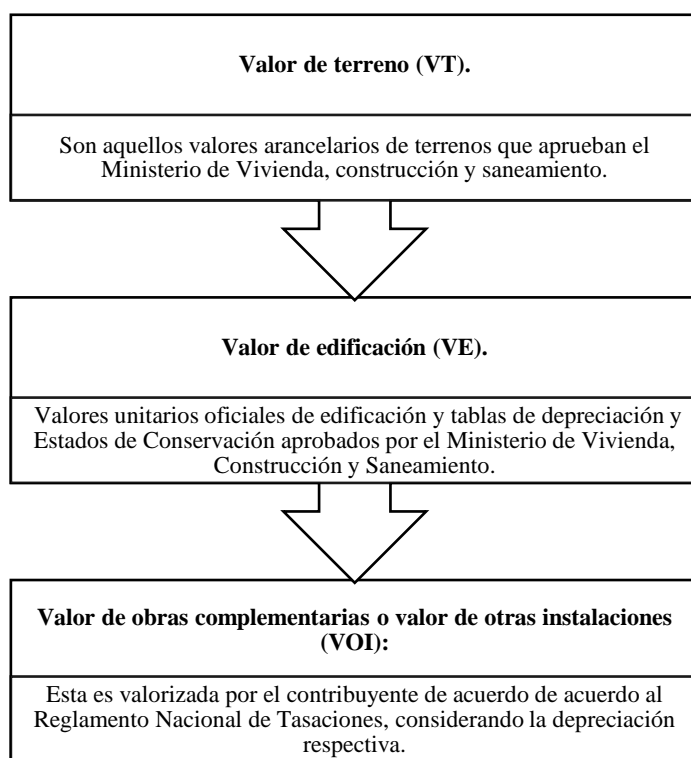 Valor de terreno (VT).
Son aquellos valores arancelarios de terrenos que aprueban el
Ministerio de Vivienda, construcción y saneamiento.
Valor de edificación (VE).
Valores unitarios oficiales de edificación y tablas de depreciación y
Estados de Conservación aprobados por el Ministerio de Vivienda,
Construcción y Saneamiento.
Valor de obras complementarias o valor de otras instalaciones
(VOI):
Esta es valorizada por el contribuyente de acuerdo de acuerdo al
Reglamento Nacional de Tasaciones, considerando la depreciación
respectiva.